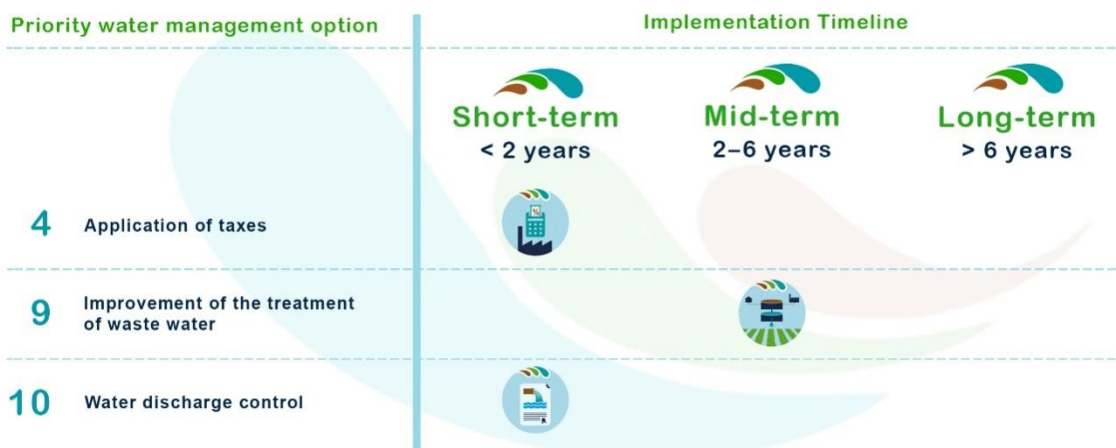 Priority water management option
Implementation Timeline
Short-term
< 2 years
Mid-term
2–6 years
Long-term
> 6 years
4 Application of taxes
9 Improvement of the treatment
of waste water
10 Water discharge control